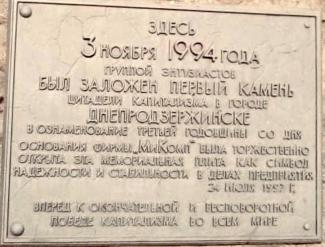 ЗДЕСЬ
3 НОЯБРЯ 1994 ГОДА
ГРУППОЙ ЭНТУЗИАСТОВ
БЫЛ ЗАЛОЖЕН ПЕРВЫЙ КАМЕНЬ
ЦИТАДЕЛИ КАПИТАЛИЗМА В ГОРОДЕ
ДНЕПРОДЗЕРЖИНСКЕ
В ОЗНАМЕНОВАНИЕ ТРЕТЬЕЙ ГОДОВЩИНЫ СО ДНЯ
ОСНОВАНИЯ ФИРМЫ „МИКОМП" БЫЛА ТОРЖЕСТВЕННО
ОТКРЫТА ЭТА МЕМОРИАЛЬНАЯ ПЛИТА КАК СИМВОЛ
НАДЕЖНОСТИ И СТАБИЛЬНОСТИ В ДЕЛАХ ПРЕДПРИЯТИЯ
24 ИЮЛЯ 1997 Г.
ВПЕРЕД К ОКОНЧАТЕЛЬНОЙ И БЕСПОВОРОТНОЙ
ПОБЕДЕ КАПИТАЛИЗМА ВО ВСЕМ МИРЕ